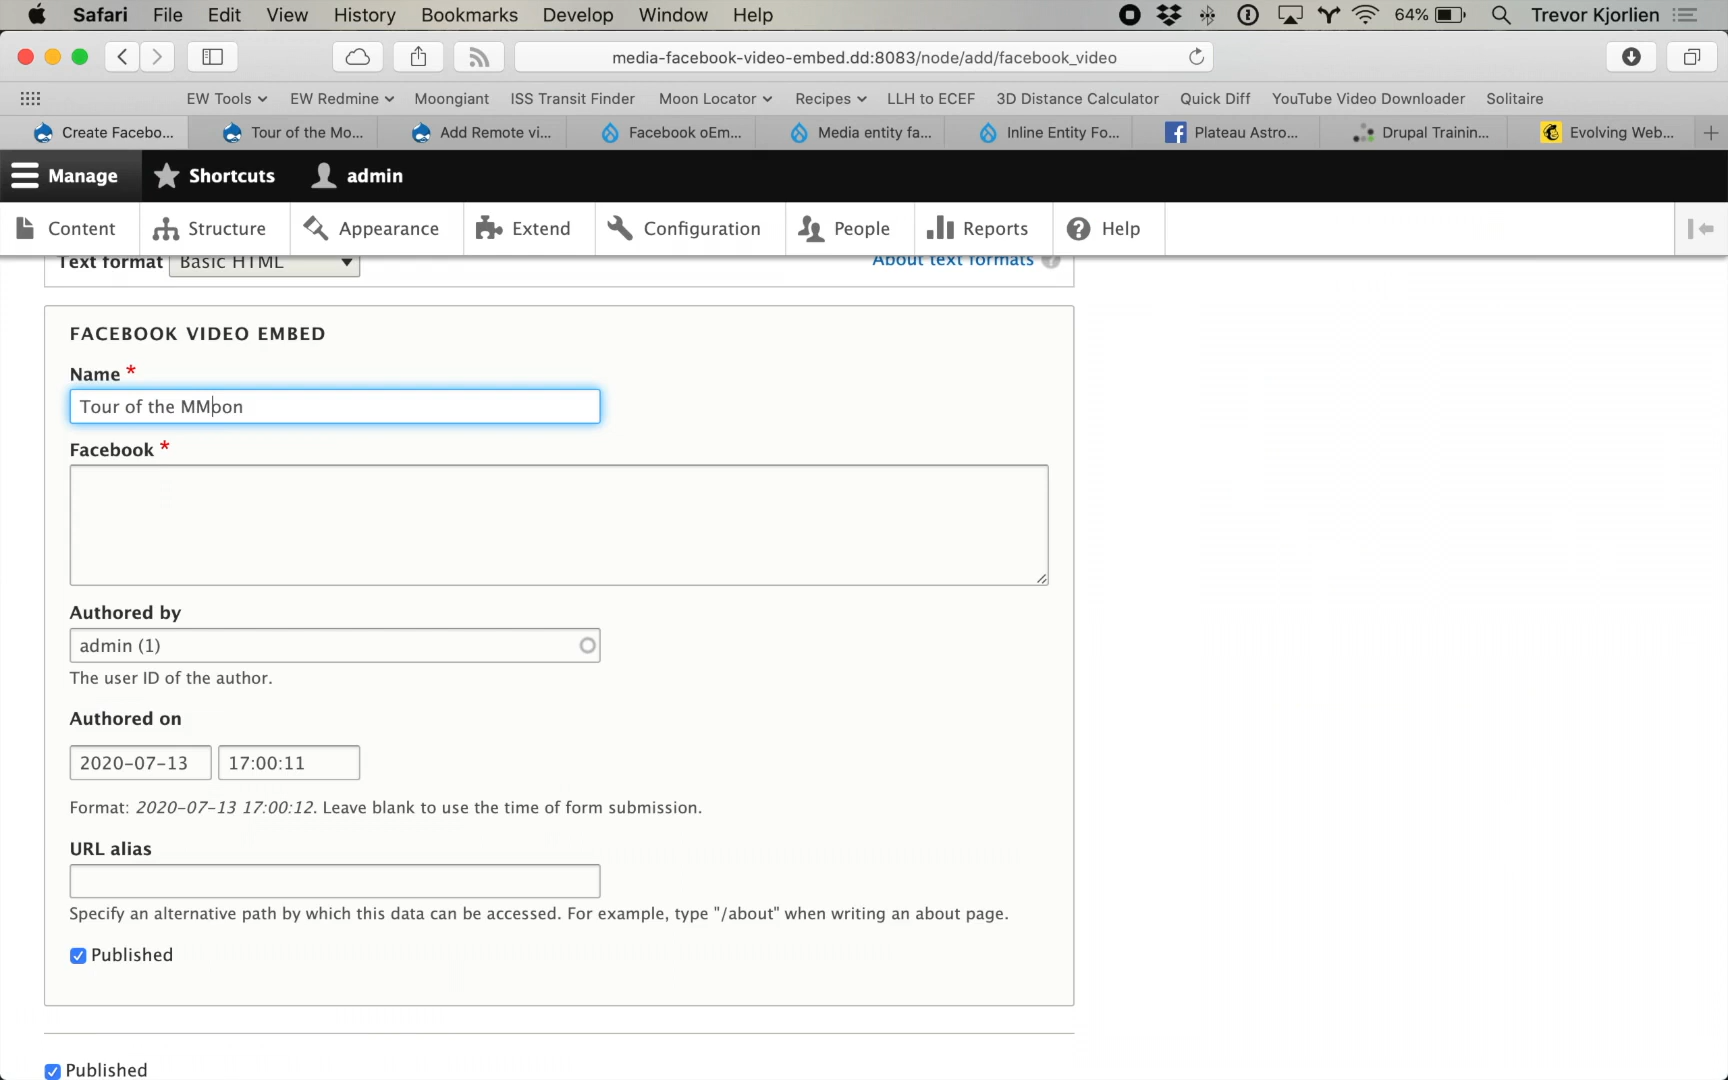 Safari File Edit View History Bookmarks Develop Window Help 64% Trevor Kjorlien
media-facebook-video-embed.dd:8083/node/add/facebook_video
EW Tools EW Redmine Moongiant ISS Transit Finder Moon Locator Recipes LLH to ECEF 3D Distance Calculator Quick Diff YouTube Video Downloader Solitaire
Create Facebo... Tour of the Mo... Add Remote vi... Facebook oEm... Media entity fa... Inline Entity Fo... Plateau Astro... Drupal Trainin... Evolving Web...
Manage Shortcuts admin
Content Structure Appearance Extend Configuration People Reports Help
Text format Basic HTML About text formats
FACEBOOK VIDEO EMBED
Name *
Tour of the MMoon
Facebook *
Authored by
admin (1)
The user ID of the author.
Authored on
2020-07-13 17:00:11
Format: 2020-07-13 17:00:12. Leave blank to use the time of form submission.
URL alias
Specify an alternative path by which this data can be accessed. For example, type "/about" when writing an about page.
Published
Published